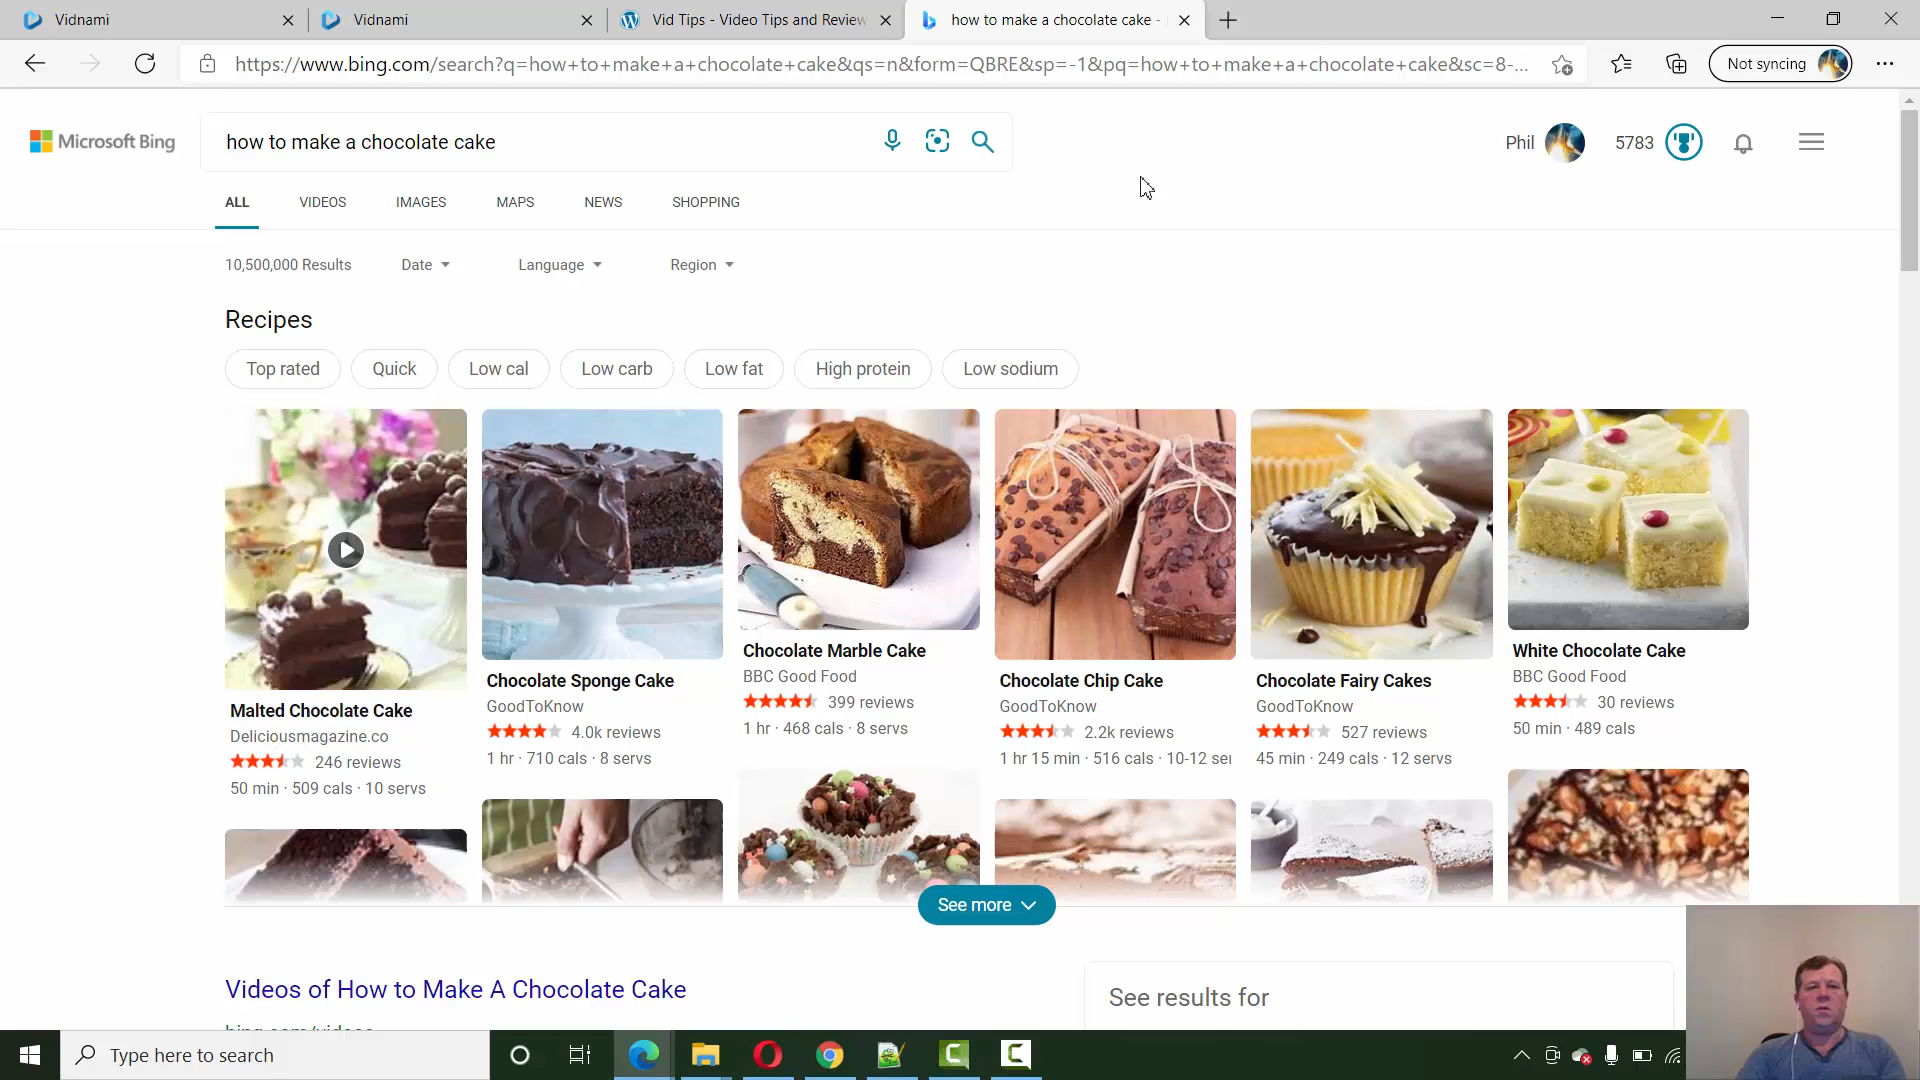 Vidnami
Vidnami
Vid Tips - Video Tips and Review
how to make a chocolate cake -
https://www.bing.com/search?q=how+to+make+a+chocolate+cake&qs=n&form=QBRE&sp=-1&pq=how+to+make+a+chocolate+cake&sc=8-...
Not syncing
Microsoft Bing
how to make a chocolate cake
Phil
5783
ALL
VIDEOS
IMAGES
MAPS
NEWS
SHOPPING
10,500,000 Results
Date
Language
Region
Recipes
Top rated
Quick
Low cal
Low carb
Low fat
High protein
Low sodium
Malted Chocolate Cake
Deliciousmagazine.co
246 reviews
50 min · 509 cals · 10 servs
Chocolate Sponge Cake
GoodToKnow
4.0k reviews
1 hr · 710 cals · 8 servs
Chocolate Marble Cake
BBC Good Food
399 reviews
1 hr · 468 cals · 8 servs
Chocolate Chip Cake
GoodToKnow
2.2k reviews
1 hr 15 min · 516 cals · 10-12 ser
Chocolate Fairy Cakes
GoodToKnow
527 reviews
45 min · 249 cals · 12 servs
White Chocolate Cake
BBC Good Food
30 reviews
50 min · 489 cals
See more
Videos of How to Make A Chocolate Cake
bing.com/videos
See results for
Type here to search